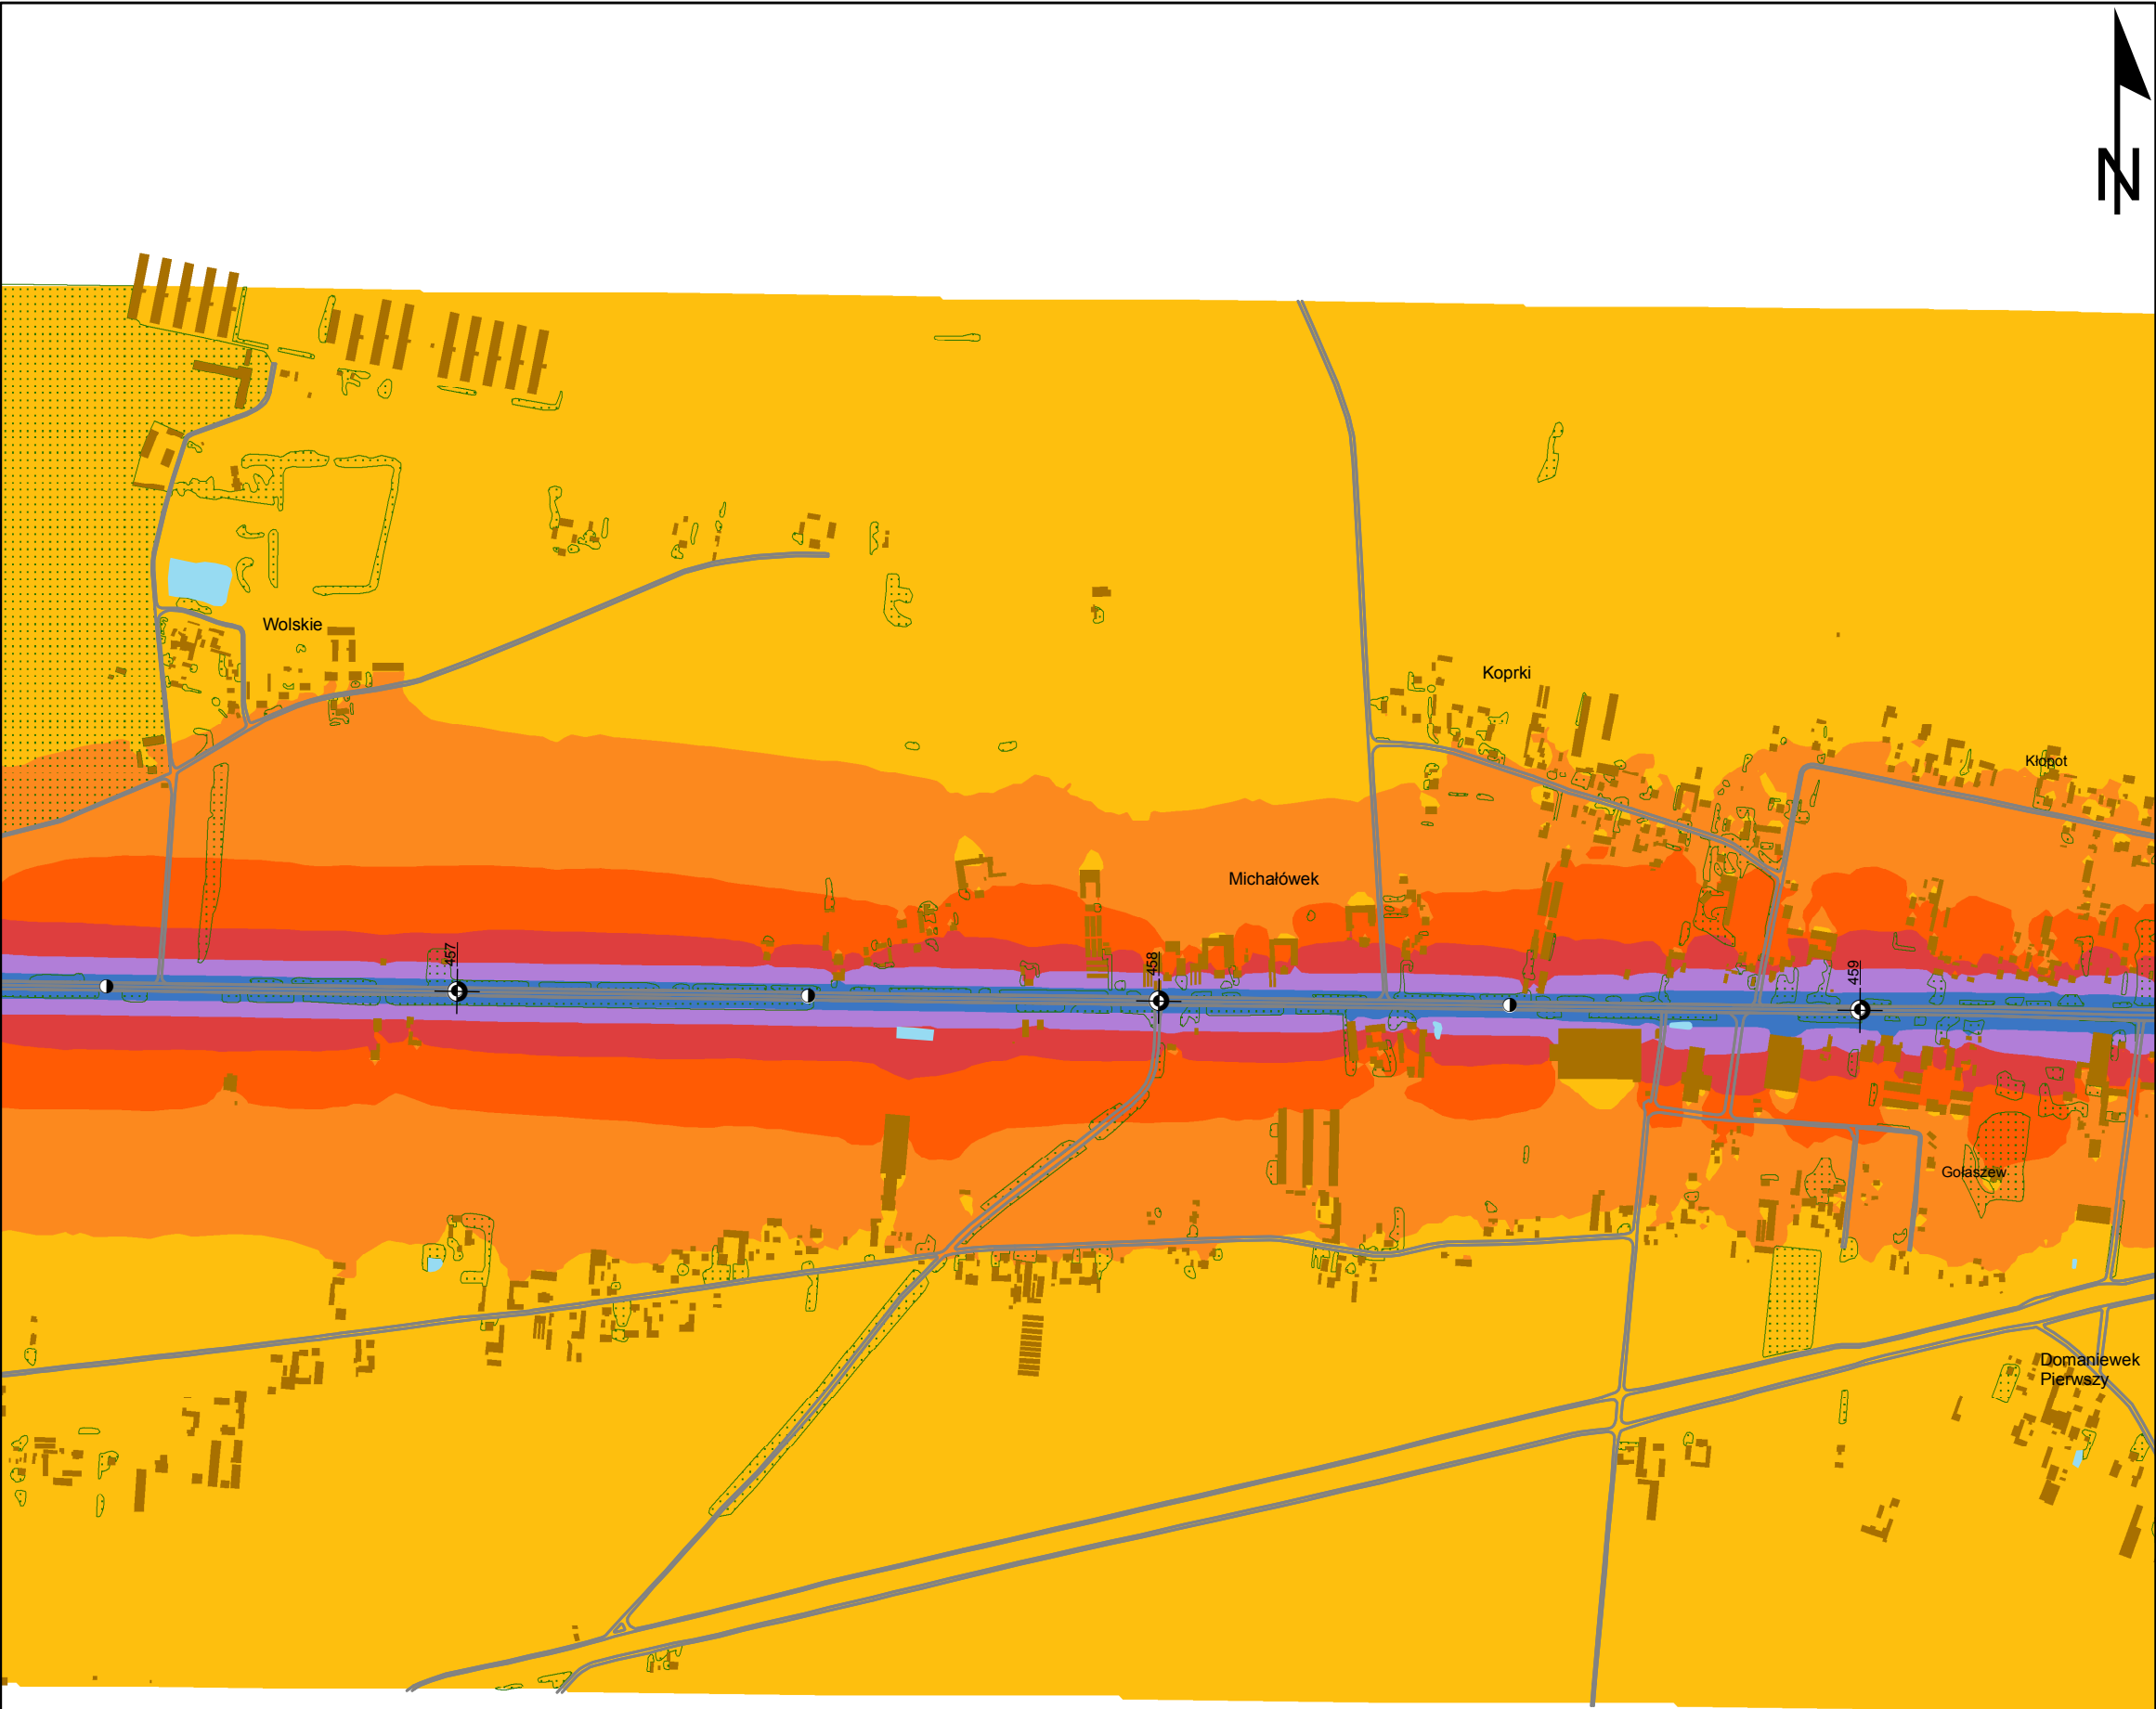 N
Wolskie
Koprki
Kłopot
Michałówek
457
458
459
Gołaszew
Domaniewek
Pierwszy